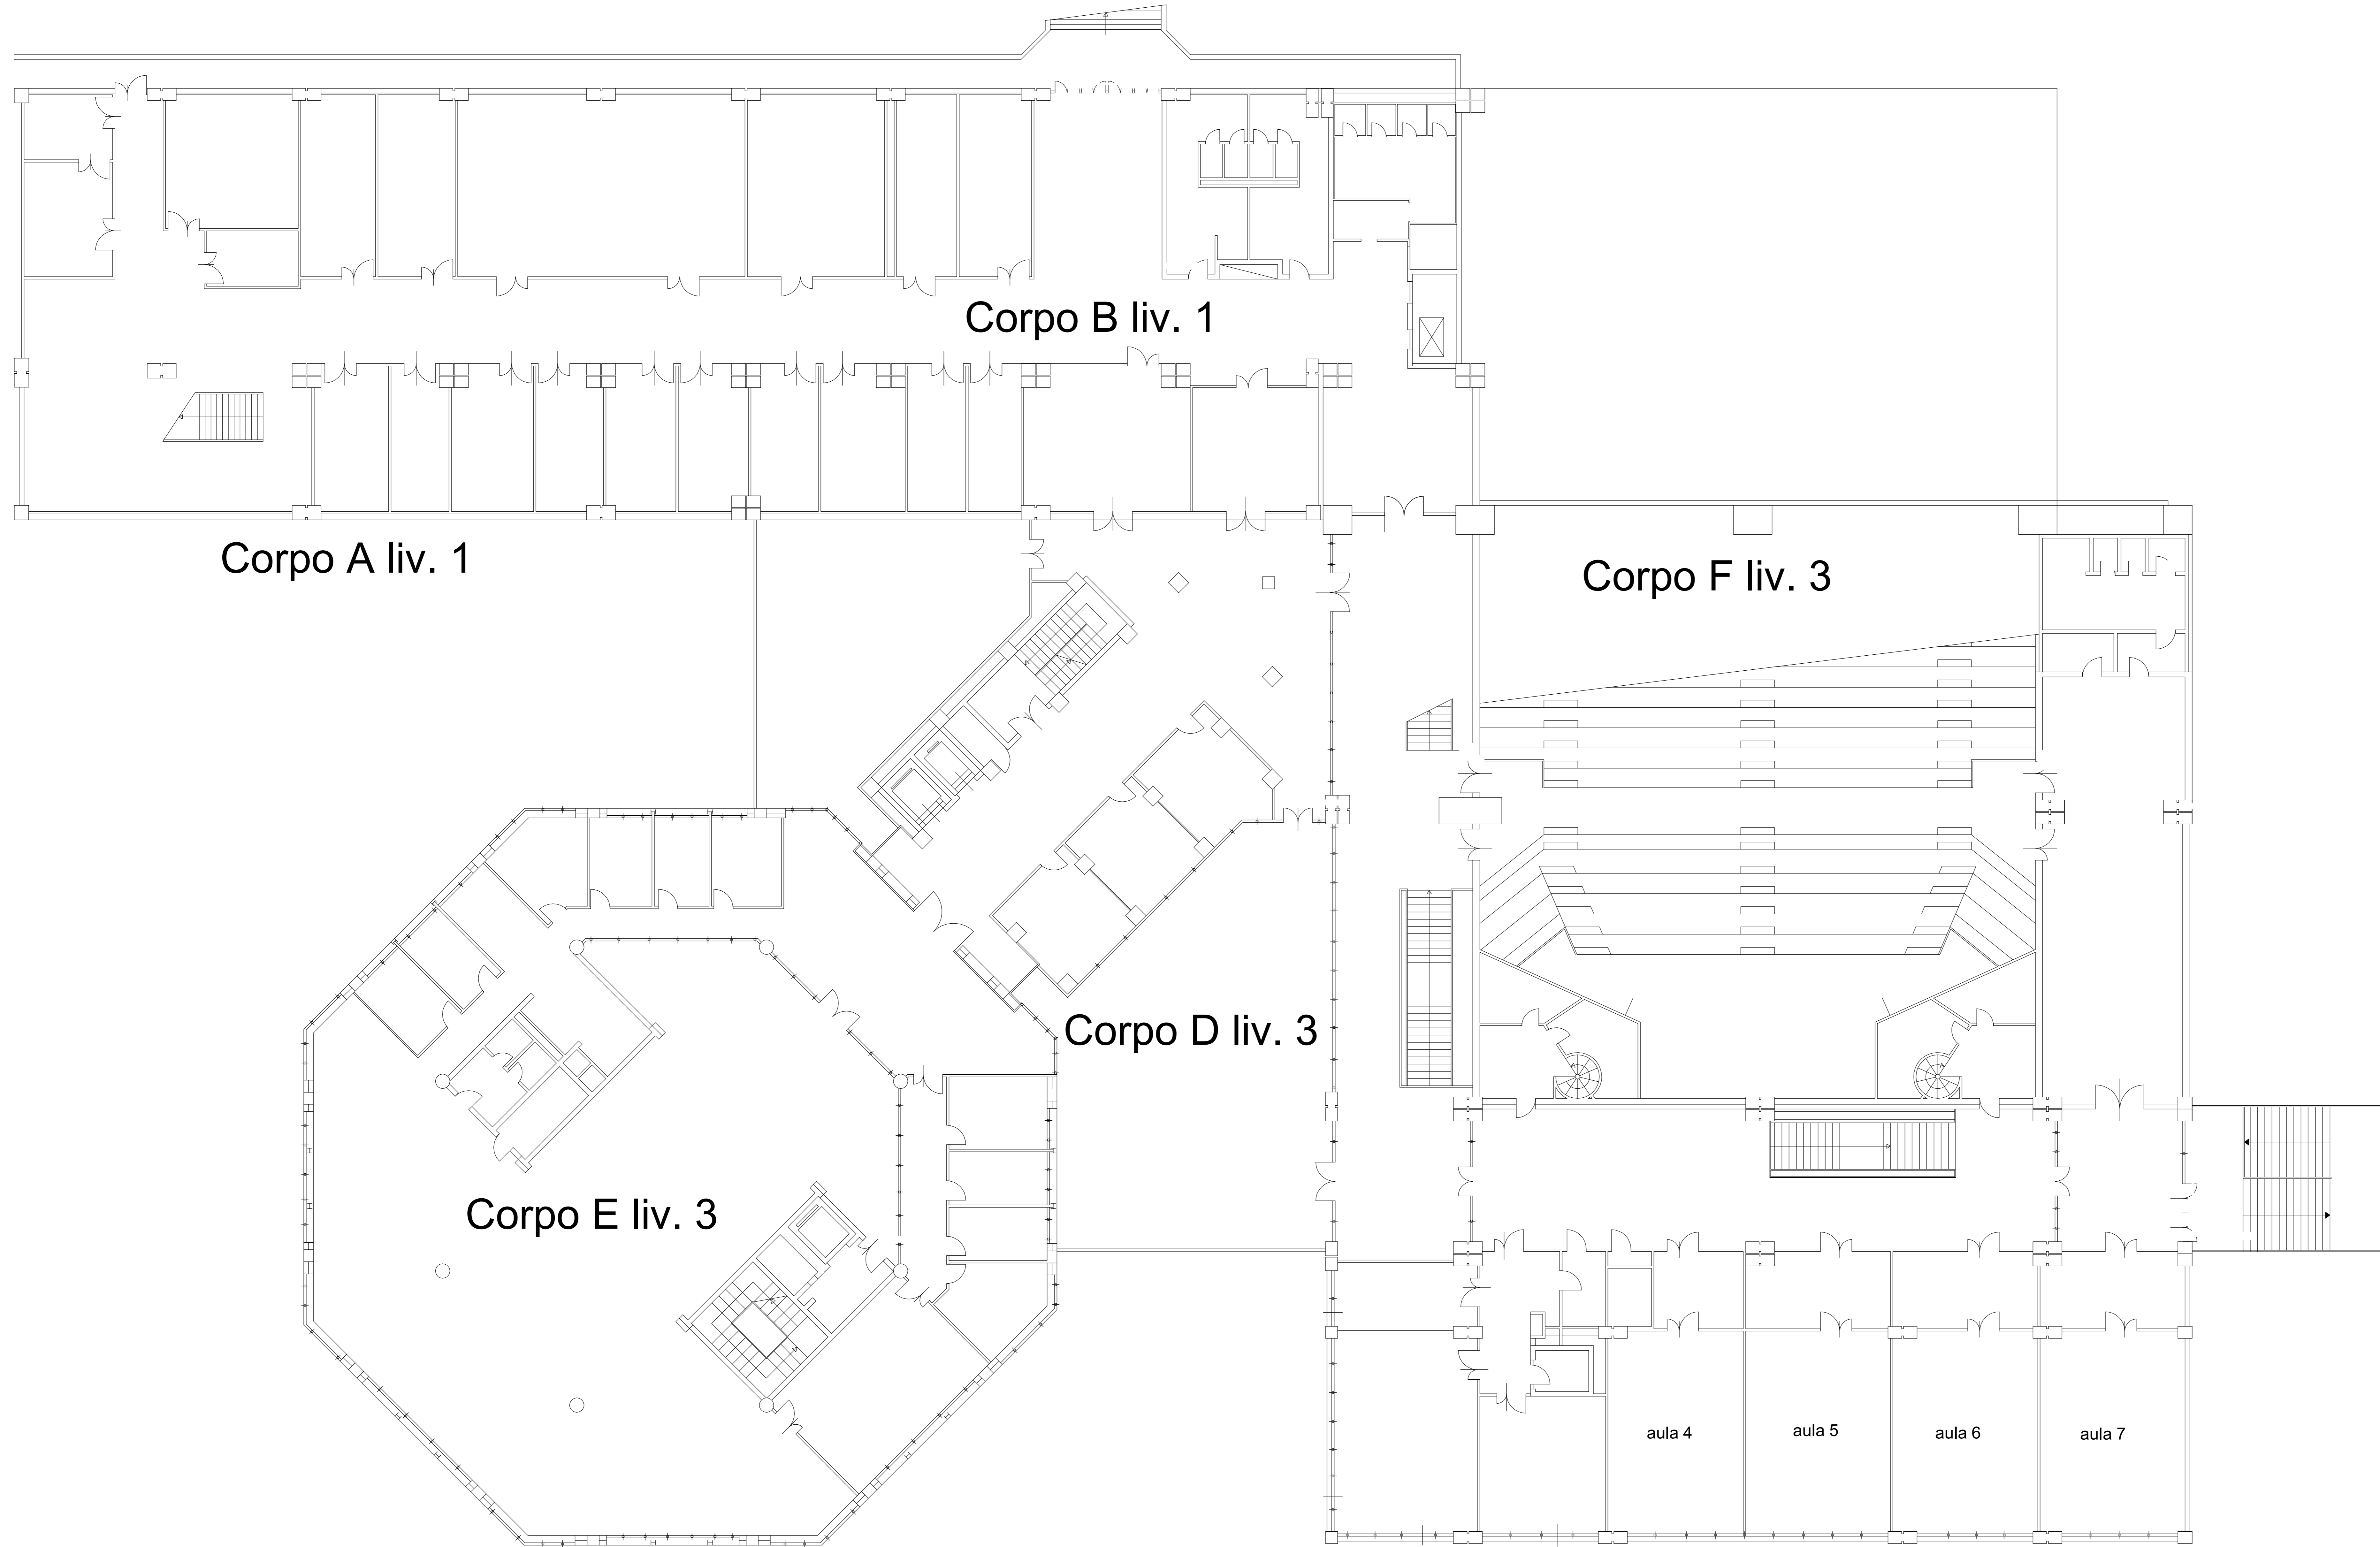 Corpo B liv. 1
Corpo A liv. 1
Corpo F liv. 3
Corpo D liv. 3
Corpo E liv. 3
aula 4
aula 5
aula 6
aula 7